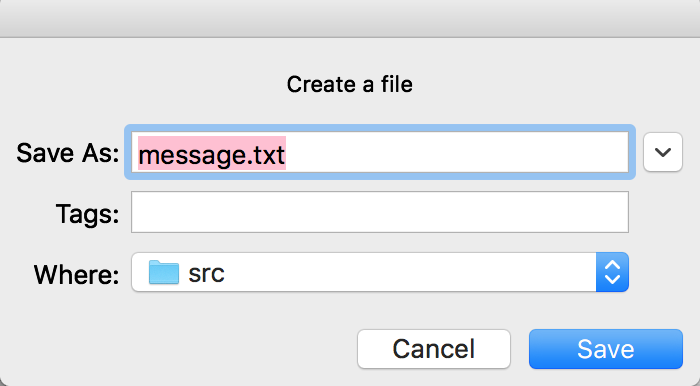 Create a file
Save As: message.txt
Tags:
Where: src
Cancel Save